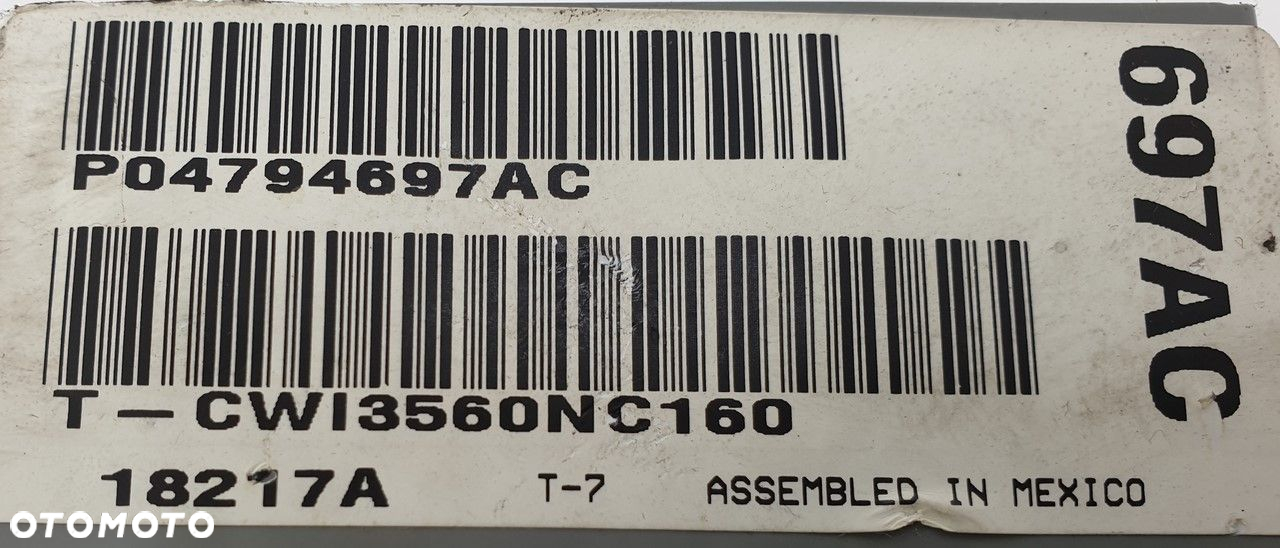 P04794697AC
T-CWI3560NC160
18217A T-7 ASSEMBLED IN MEXICO
697AC
OTOMOTO